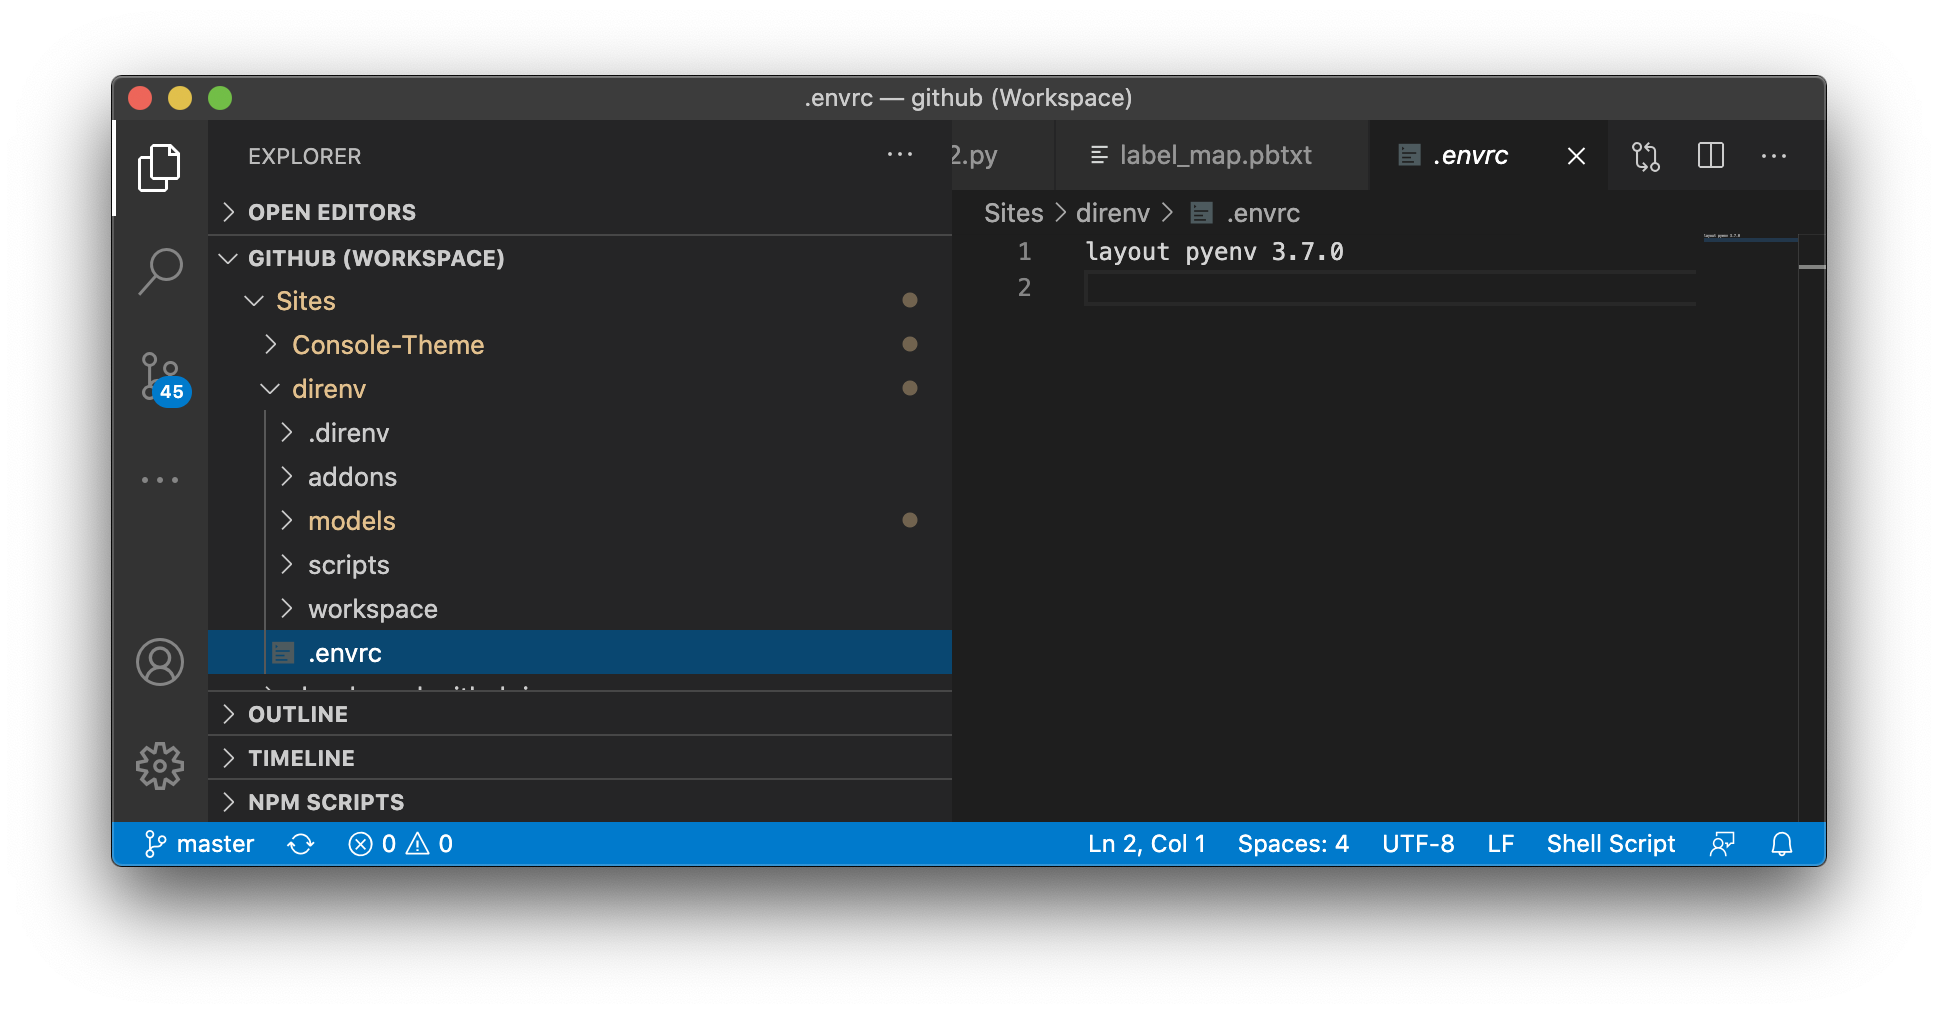 .envrc — github (Workspace)
EXPLORER
OPEN EDITORS
GITHUB (WORKSPACE)
Sites
Console-Theme
direnv
.direnv
addons
models
scripts
workspace
.envrc
OUTLINE
TIMELINE
NPM SCRIPTS
45
2.py
label_map.pbtxt
.envrc
Sites > direnv > .envrc
1 layout pyenv 3.7.0
2
master 0 0 Ln 2, Col 1 Spaces: 4 UTF-8 LF Shell Script